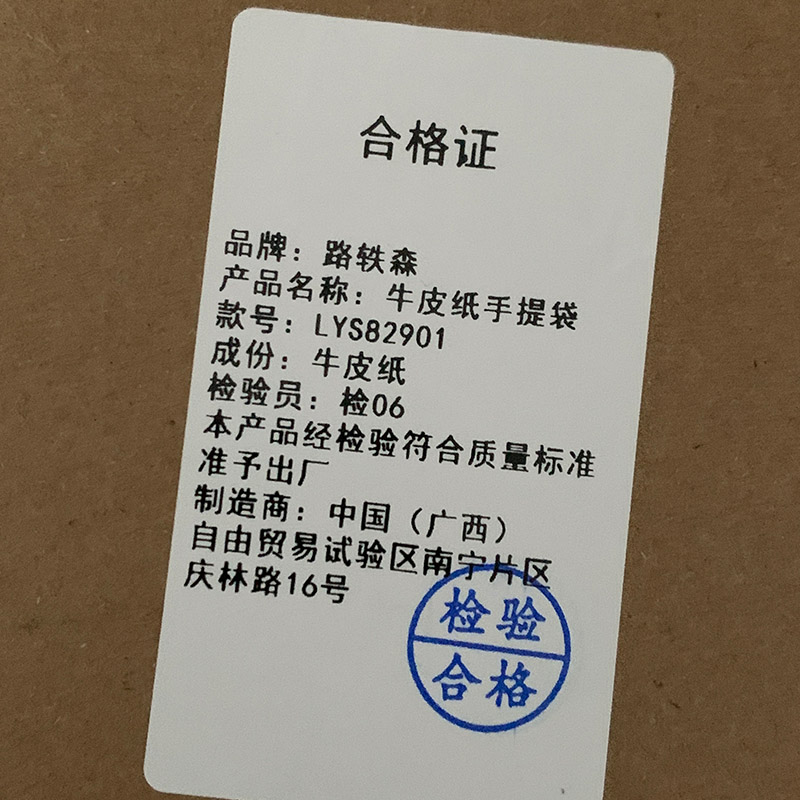 合格证
品牌：路轶森
产品名称：牛皮纸手提袋
款号：LYS82901
成份：牛皮纸
检验员：检06
本产品经检验符合质量标准
准予出厂
制造商：中国（广西）
自由贸易试验区南宁片区
庆林路16号
检验
合格